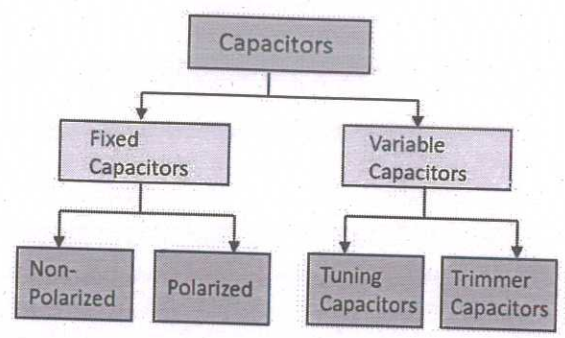 Capacitors
Fixed
Capacitors
Variable
Capacitors
Non-
Polarized
Polarized
Tuning
Capacitors
Trimmer
Capacitors